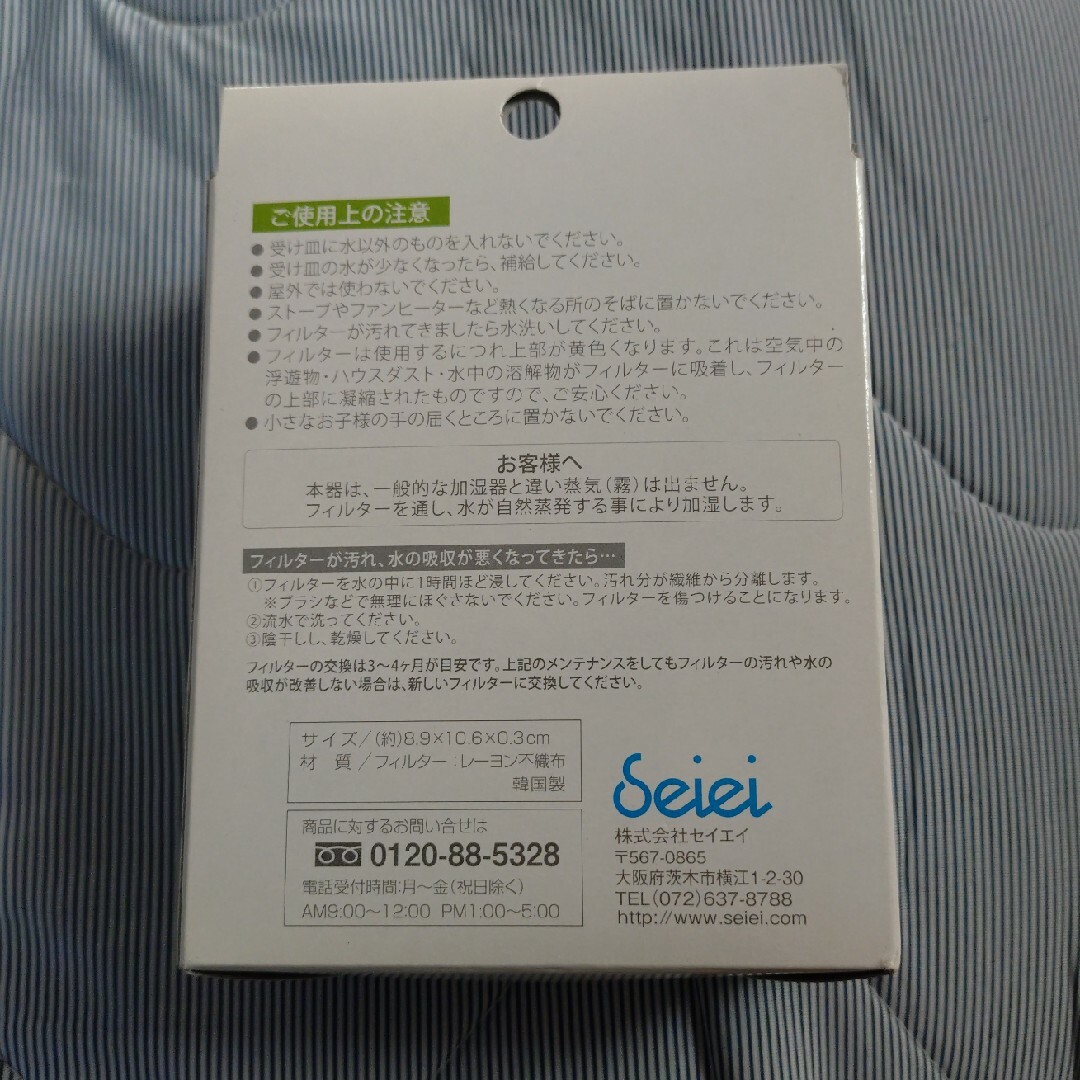 ご使用上の注意
●受け皿に水以外のものを入れないでください。
●受け皿の水が少なくなったら、補給してください。
●屋外では使わないでください。
●ストーブやファンヒーターなど熱くなる所のそばに置かないでください。
●フィルターが汚れてきましたら水洗いしてください。
●フィルターは使用するにつれ上部が黄色くなります。これは空気中の
浮遊物・ハウスダスト・水中の溶解物がフィルターに吸着し、フィルター
の上部に凝縮されたものですので、ご安心ください。
●小さなお子様の手の届くところに置かないでください。
お客様へ
本器は、一般的な加湿器と違い蒸気（霧）は出ません。
フィルターを通し、水が自然蒸発する事により加湿します。
フィルターが汚れ、水の吸収が悪くなってきたら…
①フィルターを水の中に1時間ほど浸してください。汚れ分が繊維から分離します。
※ブラシなどで無理にほぐさないでください。フィルターを傷つけることになります。
②流水で洗ってください。
③陰干しし、乾燥してください。
フィルターの交換は3〜4ヶ月が目安です。上記のメンテナンスをしてもフィルターの汚れや水の
吸収が改善しない場合は、新しいフィルターに交換してください。
サイズ/(約)8.9×10.6×0.3cm
材 質/フィルター：レーヨン不織布
韓国製
商品に対するお問い合せは
0120-88-5328
電話受付時間:月〜金(祝日除く)
AM9:00〜12:00 PM1:00〜5:00
Seiei
株式会社セイエイ
〒567-0865
大阪府茨木市横江1-2-30
TEL(072)637-8788
http://www.seiei.com